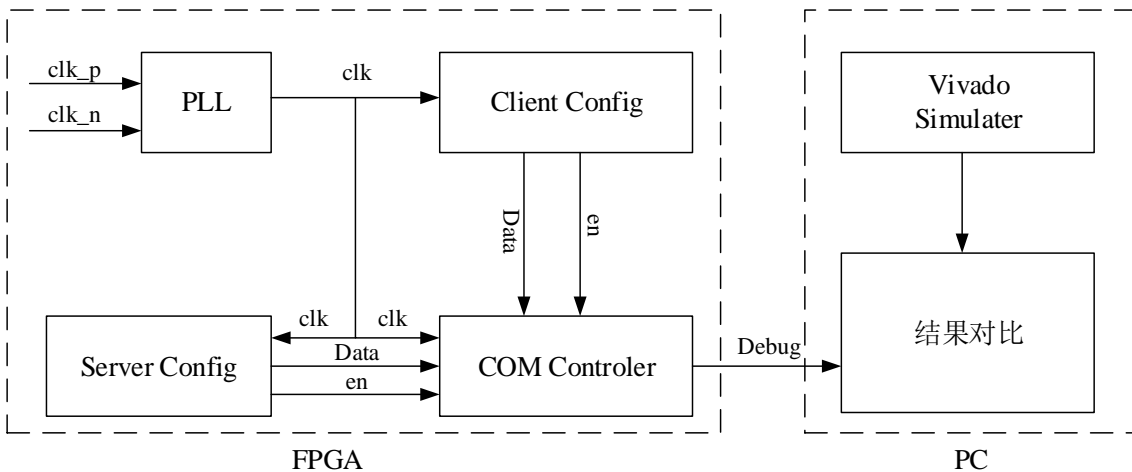 clk_p
clk_n
PLL
clk
Client Config
Data
en
Server Config
clk
clk
Data
en
COM Controler
Debug
FPGA
Vivado
Simulater
结果对比
PC